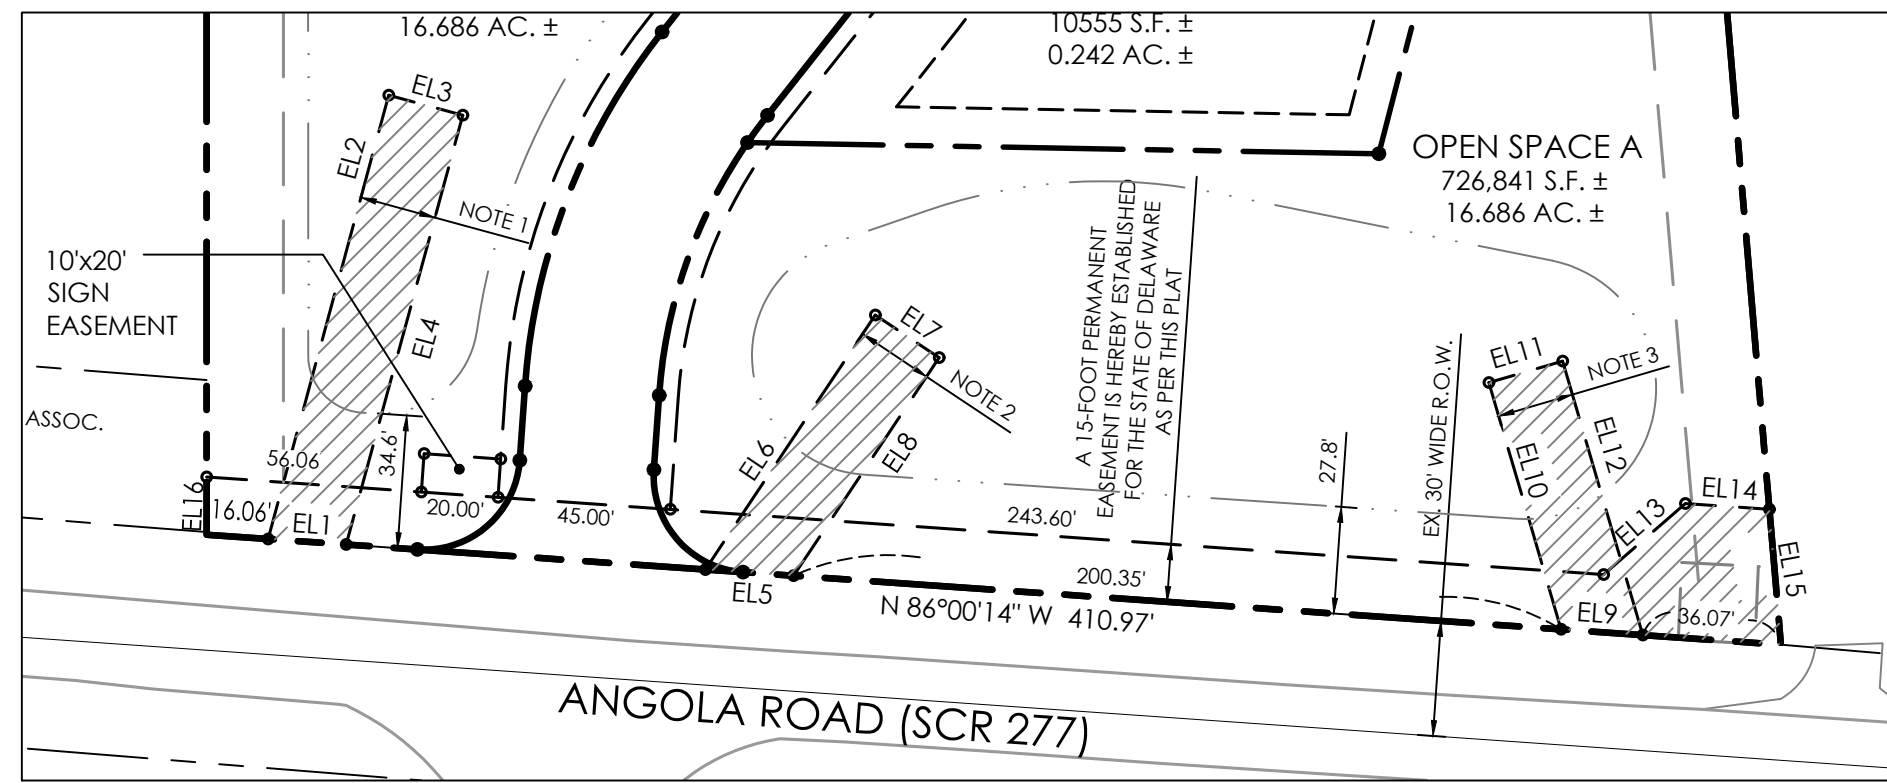 16.686 AC. ±
10555 S.F. ±
0.242 AC. ±
EL3
EL2
NOTE 1
OPEN SPACE A
726,841 S.F. ±
16.686 AC. ±
10'x20'
SIGN
EASEMENT
EL4
EL7
NOTE 2
A 15-FOOT PERMANENT
EASEMENT IS HEREBY ESTABLISHED
FOR THE STATE OF DELAWARE
AS PER THIS PLAT
EX. 30' WIDE R.O.W.
EL11
NOTE 3
ASSOC.
56.06
34.6'
EL6
EL8
27.8'
EL10
EL12
EL16
16.06'
EL1
20.00'
45.00'
243.60'
EL13
EL14
EL15
EL5
200.35'
N 86°00'14" W 410.97'
EL9
36.07'
ANGOLA ROAD (SCR 277)